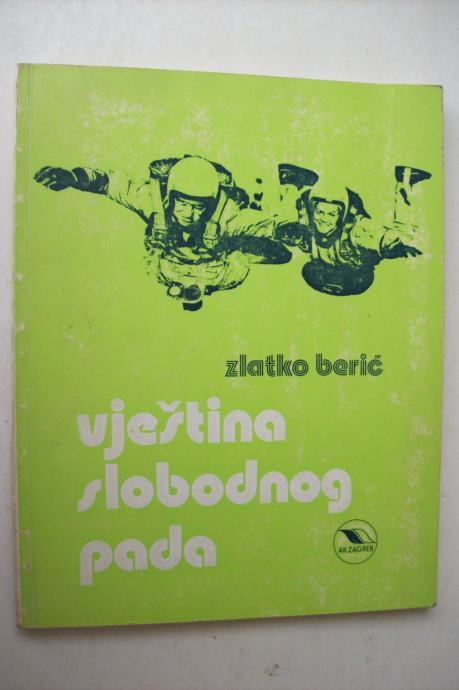 zlatko berić
vještina
slobodnog
pada
AK ZAGREB